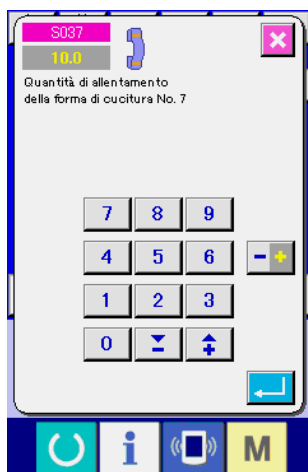 S037
10.0
Quantità di allentamento
della forma di cucitura No. 7
7 8 9
4 5 6
1 2 3
0
M